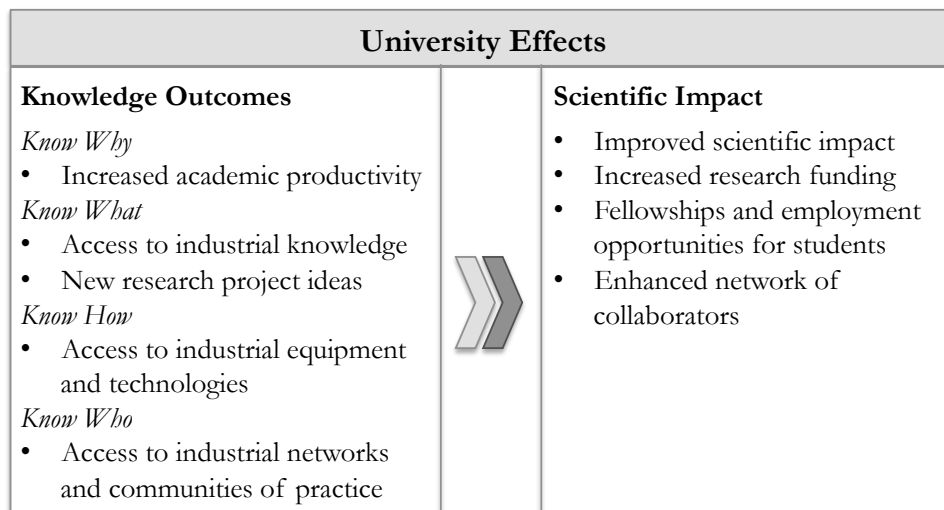 University Effects
Knowledge Outcomes
Know Why
• Increased academic productivity
Know What
• Access to industrial knowledge
• New research project ideas
Know How
• Access to industrial equipment
and technologies
Know Who
• Access to industrial networks
and communities of practice
Scientific Impact
• Improved scientific impact
• Increased research funding
• Fellowships and employment
opportunities for students
• Enhanced network of
collaborators